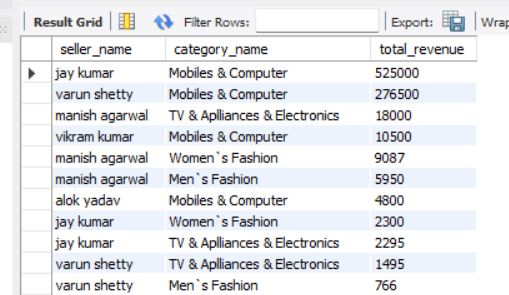 Result Grid Filter Rows: Export: Wrap
seller_name category_name total_revenue
jay kumar Mobiles & Computer 525000
varun shetty Mobiles & Computer 276500
manish agarwal TV & Aplliances & Electronics 18000
vikram kumar Mobiles & Computer 10500
manish agarwal Women`s Fashion 9087
manish agarwal Men`s Fashion 5950
alok yadav Mobiles & Computer 4800
jay kumar Women`s Fashion 2300
jay kumar TV & Aplliances & Electronics 2295
varun shetty TV & Aplliances & Electronics 1495
varun shetty Men`s Fashion 766